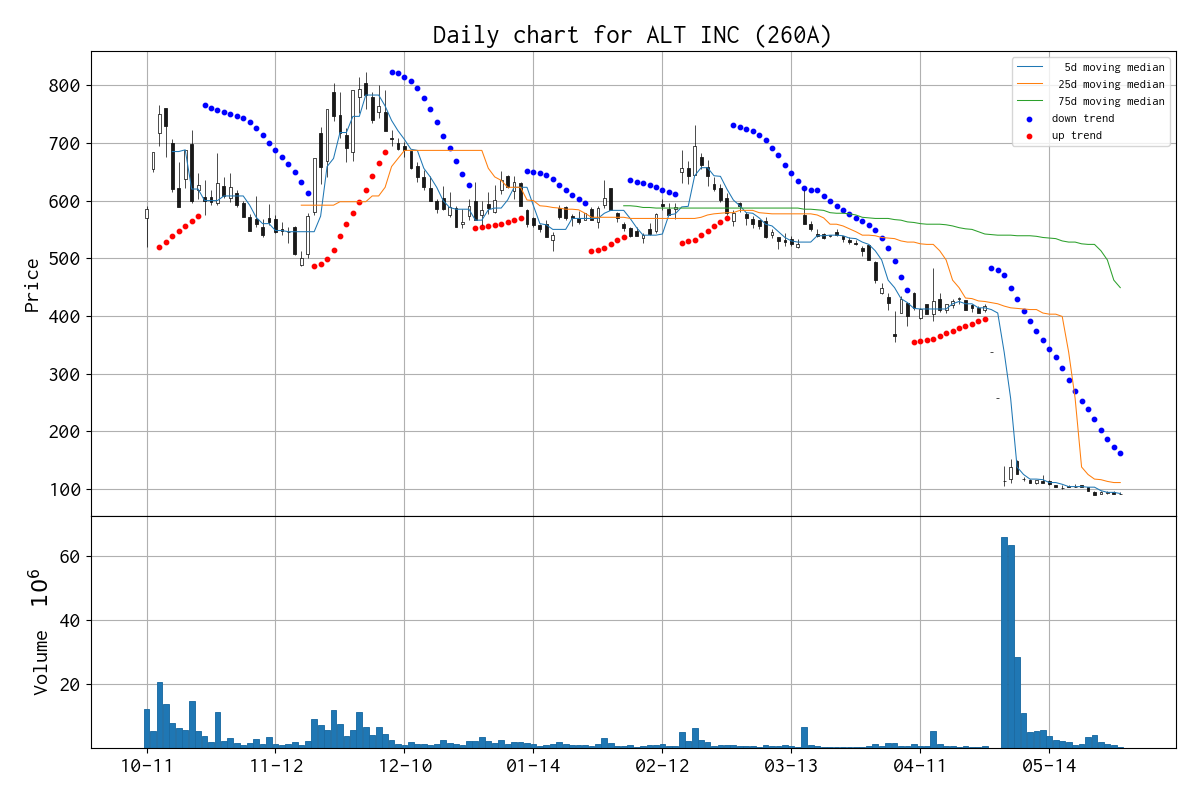 Daily chart for ALT INC (260A)
5d moving median
25d moving median
75d moving median
down trend
up trend
Price
800
700
600
500
400
300
200
100
Volume 10^6
60
40
20
10-11 11-12 12-10 01-14 02-12 03-13 04-11 05-14